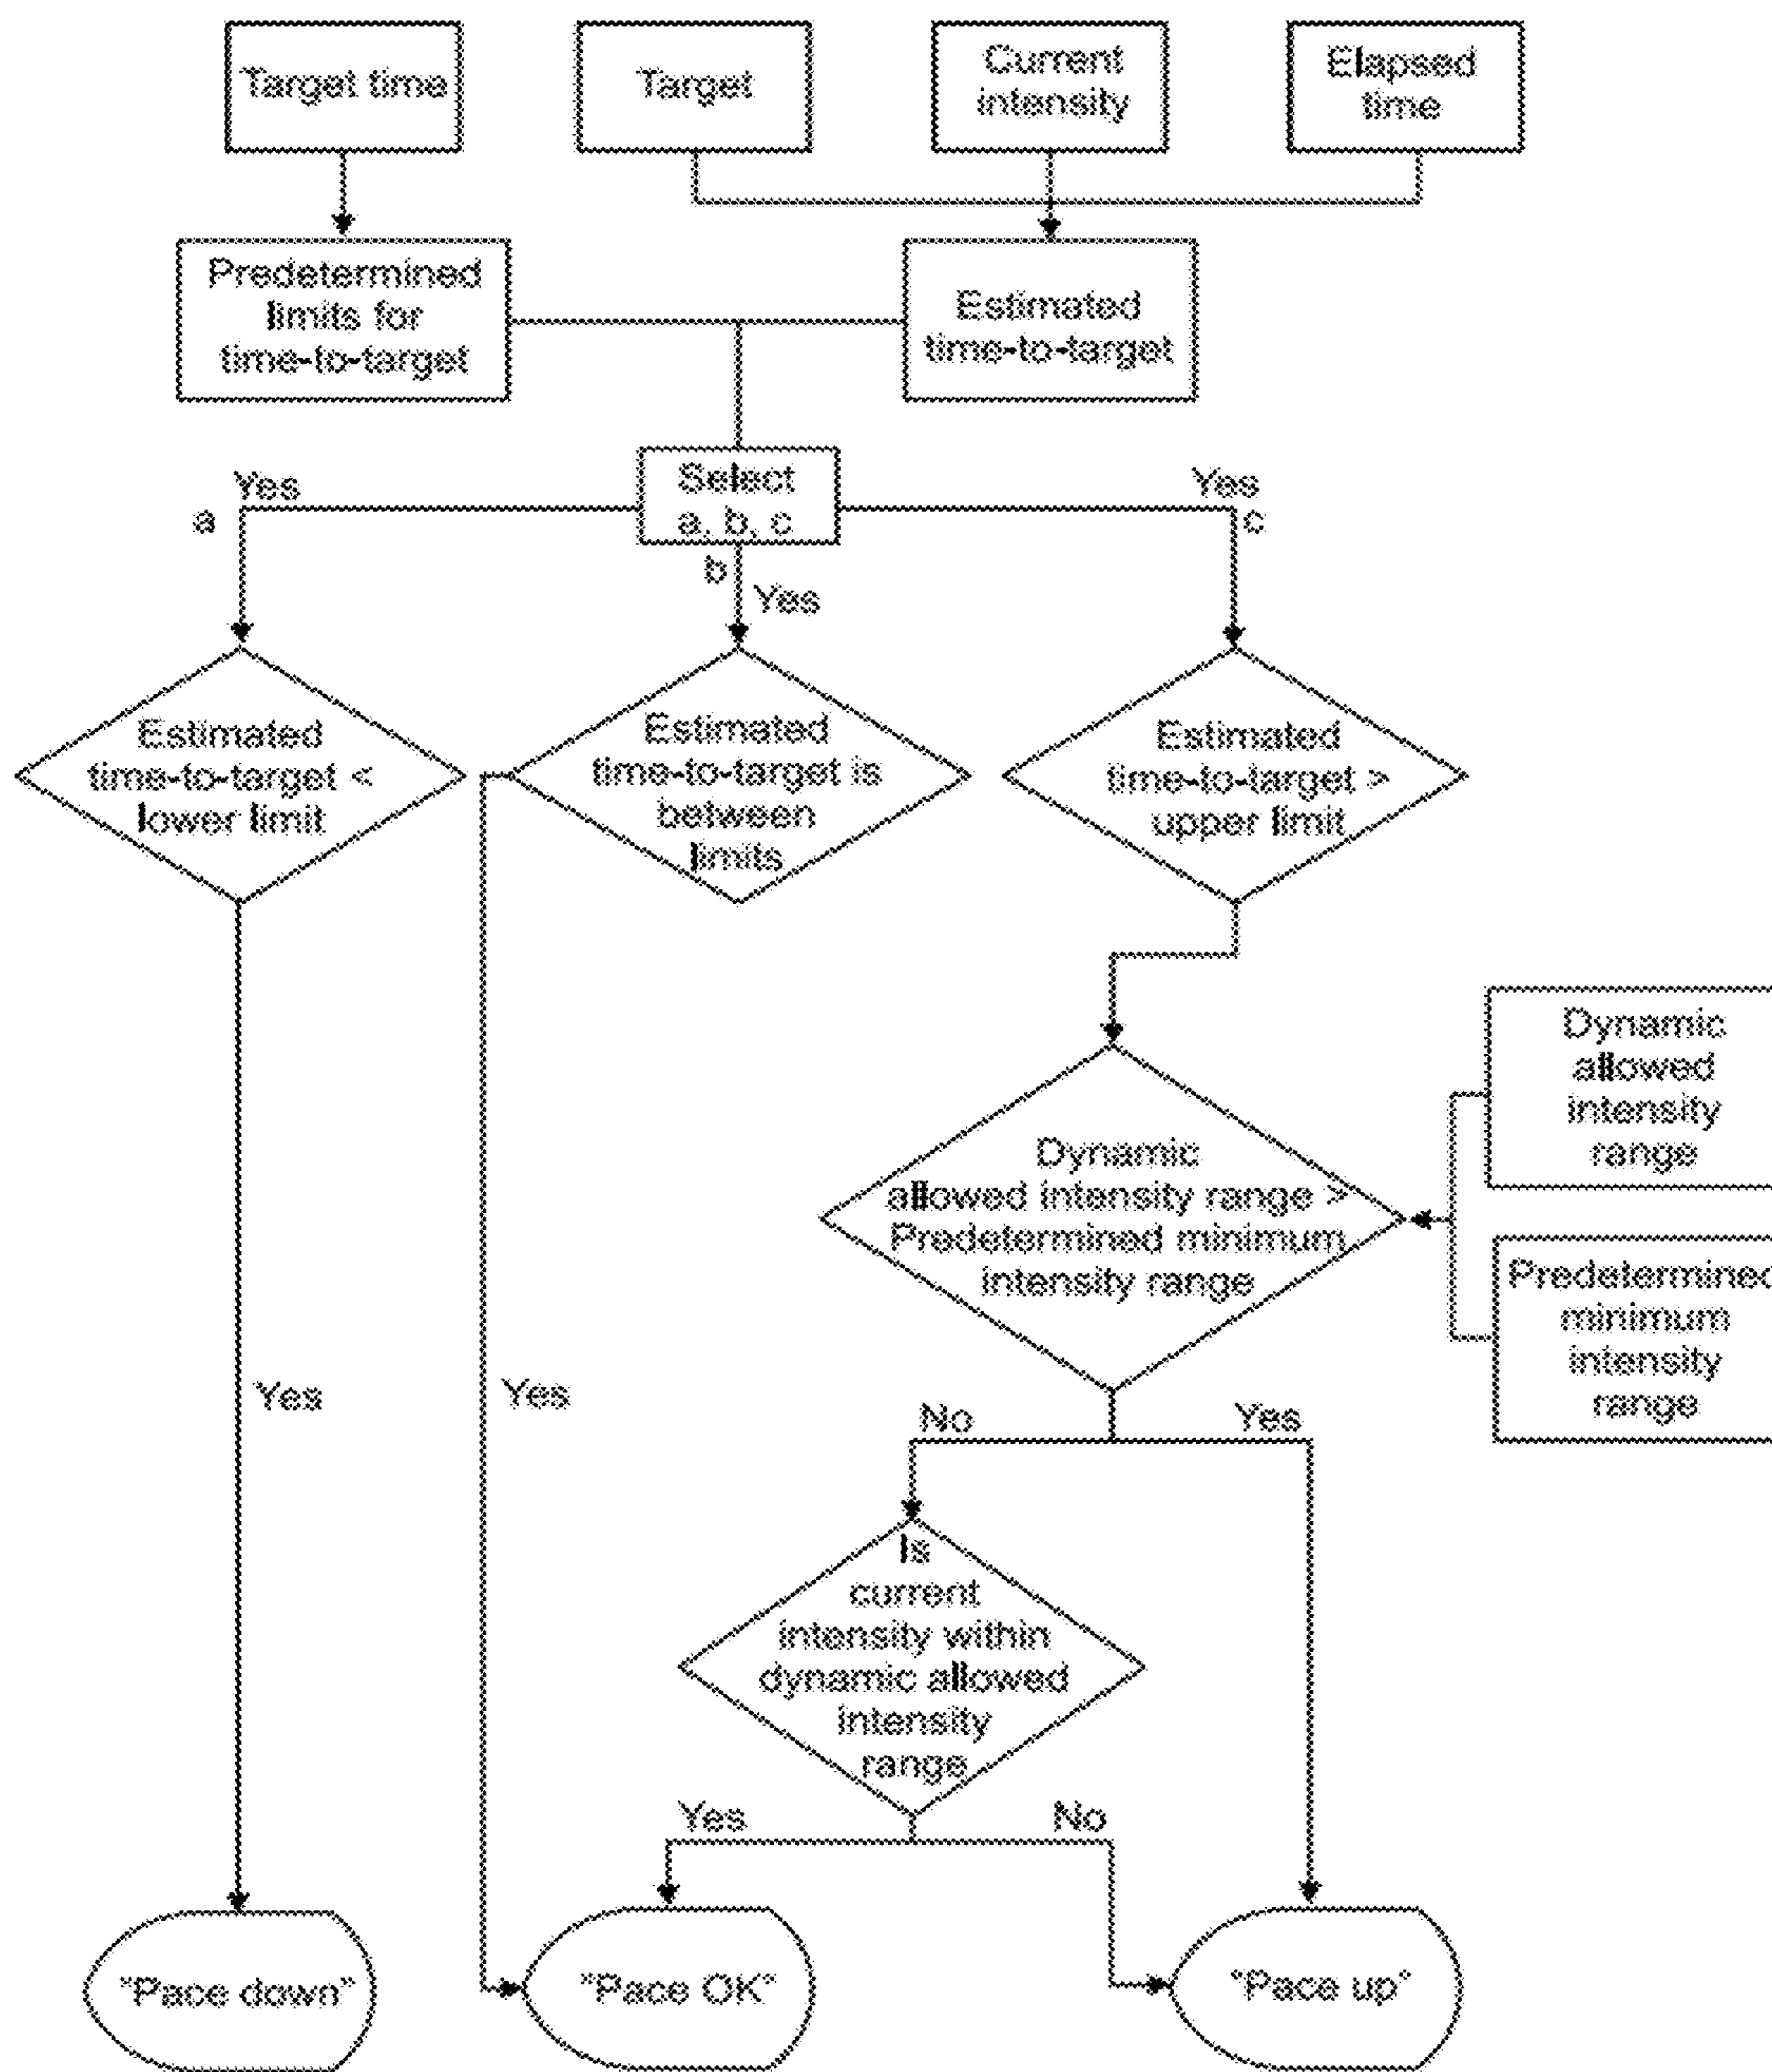 Target time
Target
Current
intensity
Elapsed
time
Predetermined
limits for
time-to-target
Estimated
time-to-target
Select
a, b, c
Yes
a
b
Yes
Yes
c
Estimated
time-to-target <
lower limit
Estimated
time-to-target is
between
limits
Estimated
time-to-target >
upper limit
Dynamic
allowed
intensity
range
Dynamic
allowed intensity range >
Predetermined minimum
intensity range
Predetermined
minimum
intensity
range
Yes
Yes
No
Yes
Is
current
intensity within
dynamic allowed
intensity
range
Yes
No
"Pace down"
"Pace OK"
"Pace up"